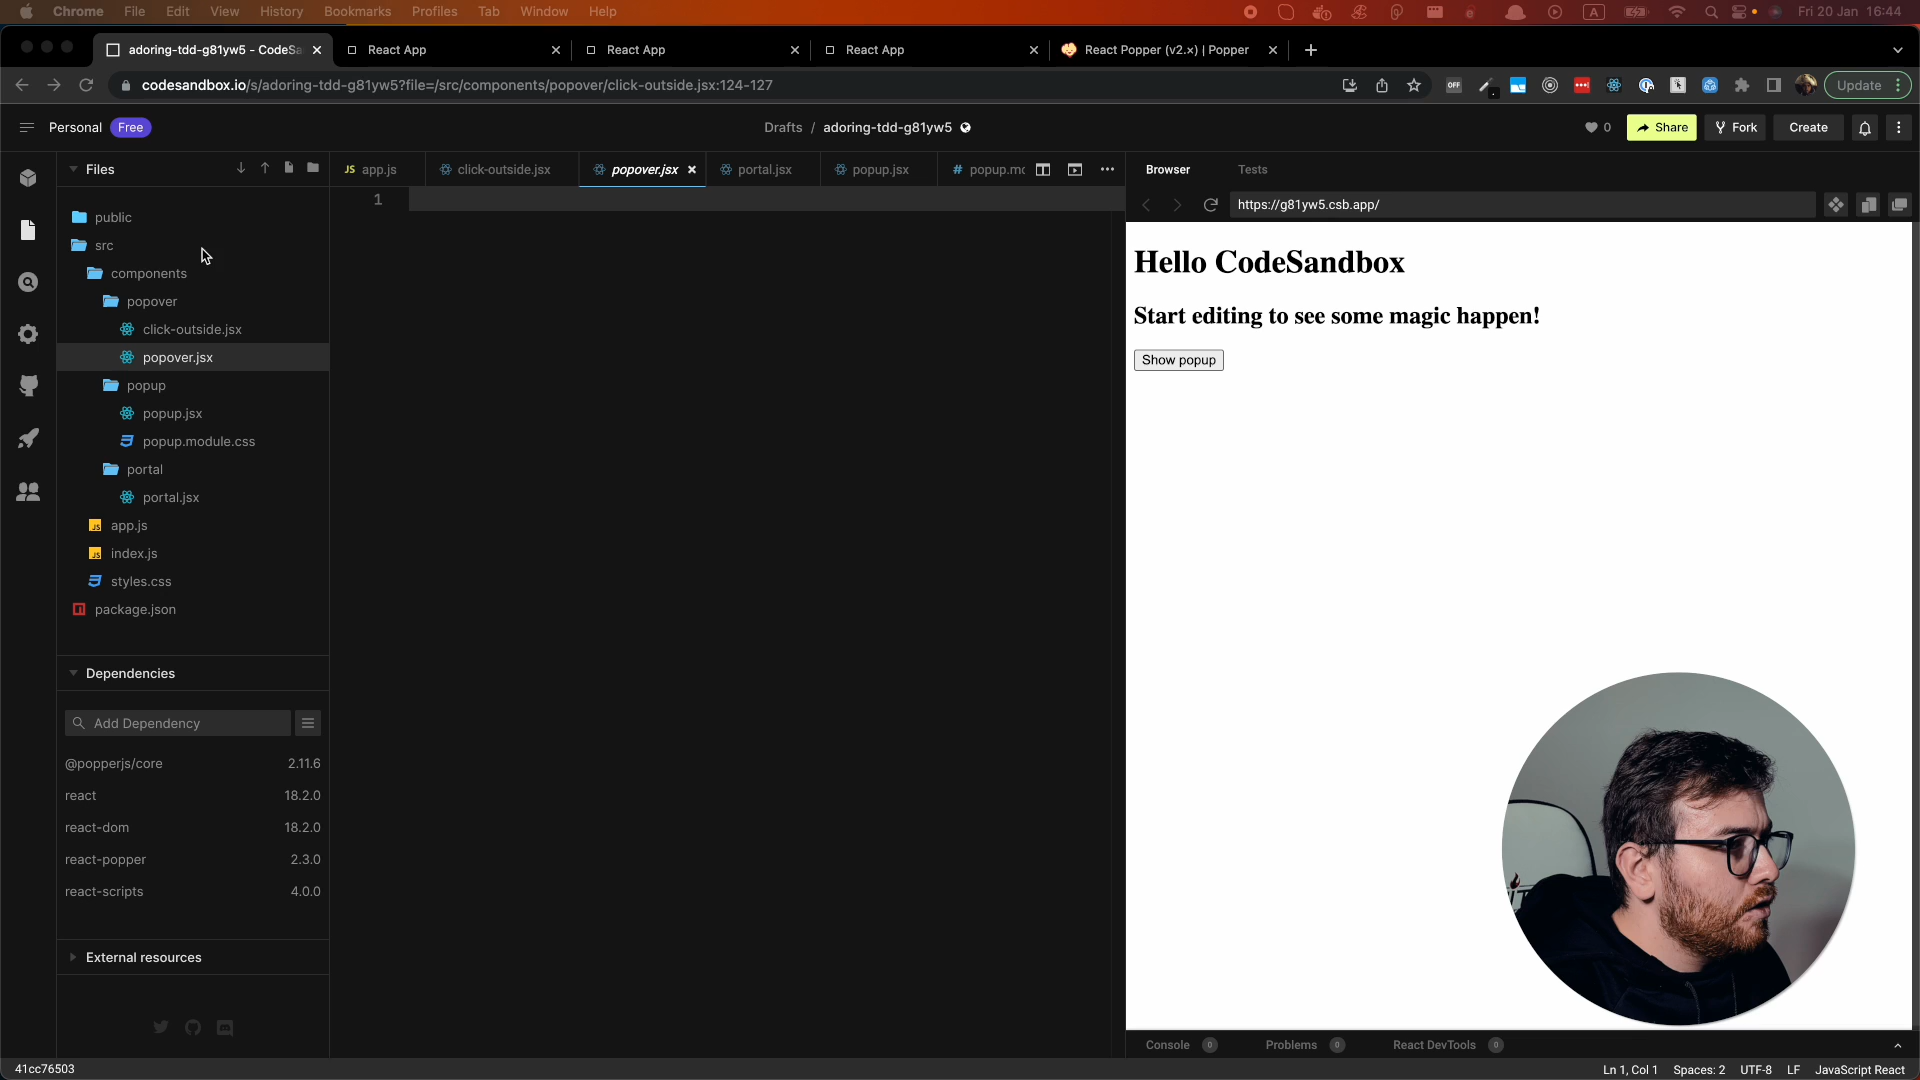 Chrome File Edit View History Bookmarks Profiles Tab Window Help
A Fri 20 Jan 16:44
adoring-tdd-g81yw5 - CodeSa
React App
React App
React App
React Popper (v2.x) | Popper
codesandbox.io/s/adoring-tdd-g81yw5?file=/src/components/popover/click-outside.jsx:124-127
OFF
Update
Personal Free
Drafts / adoring-tdd-g81yw5
0
Share
Fork
Create
Files
JS app.js
click-outside.jsx
popover.jsx
portal.jsx
popup.jsx
# popup.mo
Browser
Tests
1
https://g81yw5.csb.app/
public
src
components
popover
click-outside.jsx
popover.jsx
popup
popup.jsx
popup.module.css
portal
portal.jsx
JS app.js
JS index.js
styles.css
package.json
Hello CodeSandbox
Start editing to see some magic happen!
Show popup
Dependencies
Add Dependency
@popperjs/core 2.11.6
react 18.2.0
react-dom 18.2.0
react-popper 2.3.0
react-scripts 4.0.0
External resources
Console 0
Problems 0
React DevTools 0
41cc76503
Ln 1, Col 1 Spaces: 2 UTF-8 LF JavaScript React